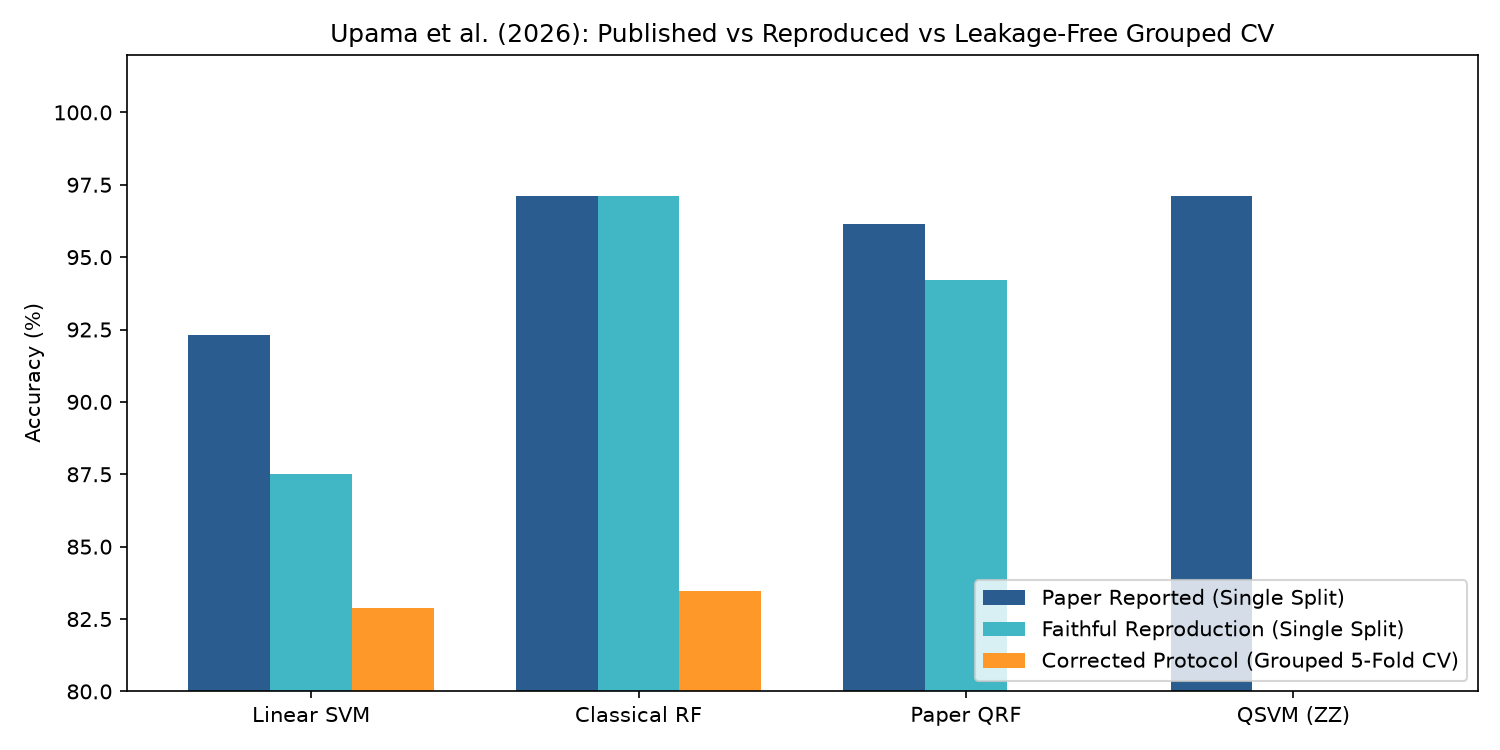 Upama et al. (2026): Published vs Reproduced vs Leakage-Free Grouped CV
Accuracy (%)
100.0
97.5
95.0
92.5
90.0
87.5
85.0
82.5
80.0
Linear SVM
Classical RF
Paper QRF
QSVM (ZZ)
Paper Reported (Single Split)
Faithful Reproduction (Single Split)
Corrected Protocol (Grouped 5-Fold CV)